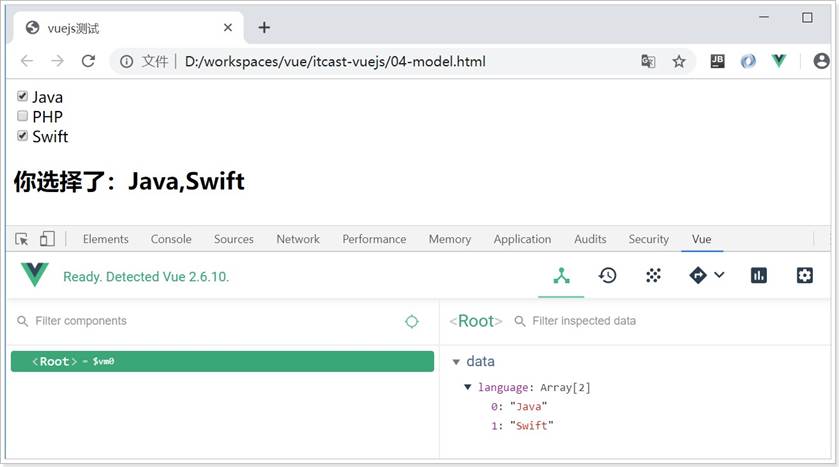 vuejs测试
文件 D:/workspaces/vue/itcast-vuejs/04-model.html
JB
Java
PHP
Swift
你选择了：Java,Swift
Elements Console Sources Network Performance Memory Application Audits Security Vue
Ready. Detected Vue 2.6.10.
Filter components
<Root> Filter inspected data
<Root> = $vm0
data
language: Array[2]
0: "Java"
1: "Swift"